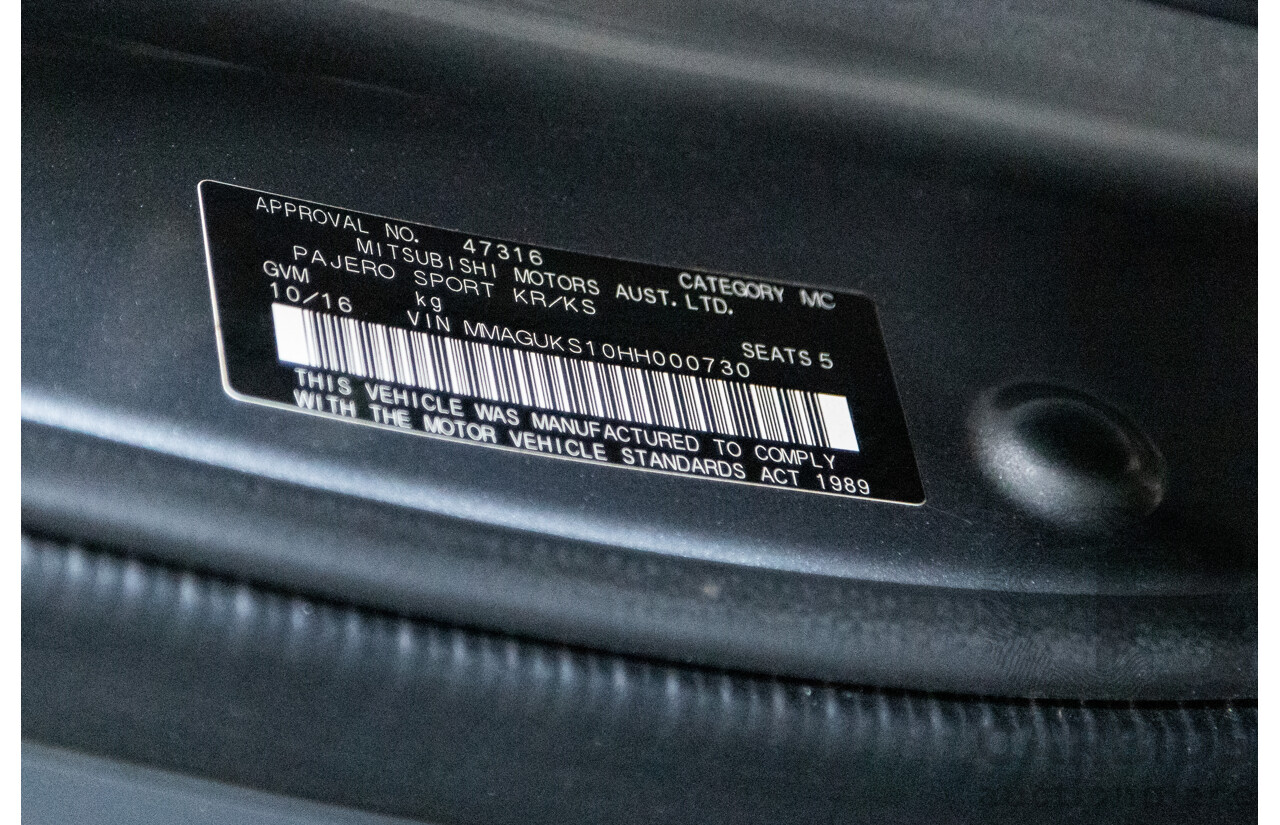 APPROVAL NO. 47316 CATEGORY MC
MITSUBISHI MOTORS AUST. LTD.
PAJERO SPORT KR/KS
GVM kg SEATS 5
10/16 VIN MMAGUKS10HH000730
THIS VEHICLE WAS MANUFACTURED TO COMPLY
WITH THE MOTOR VEHICLE STANDARDS ACT 1989